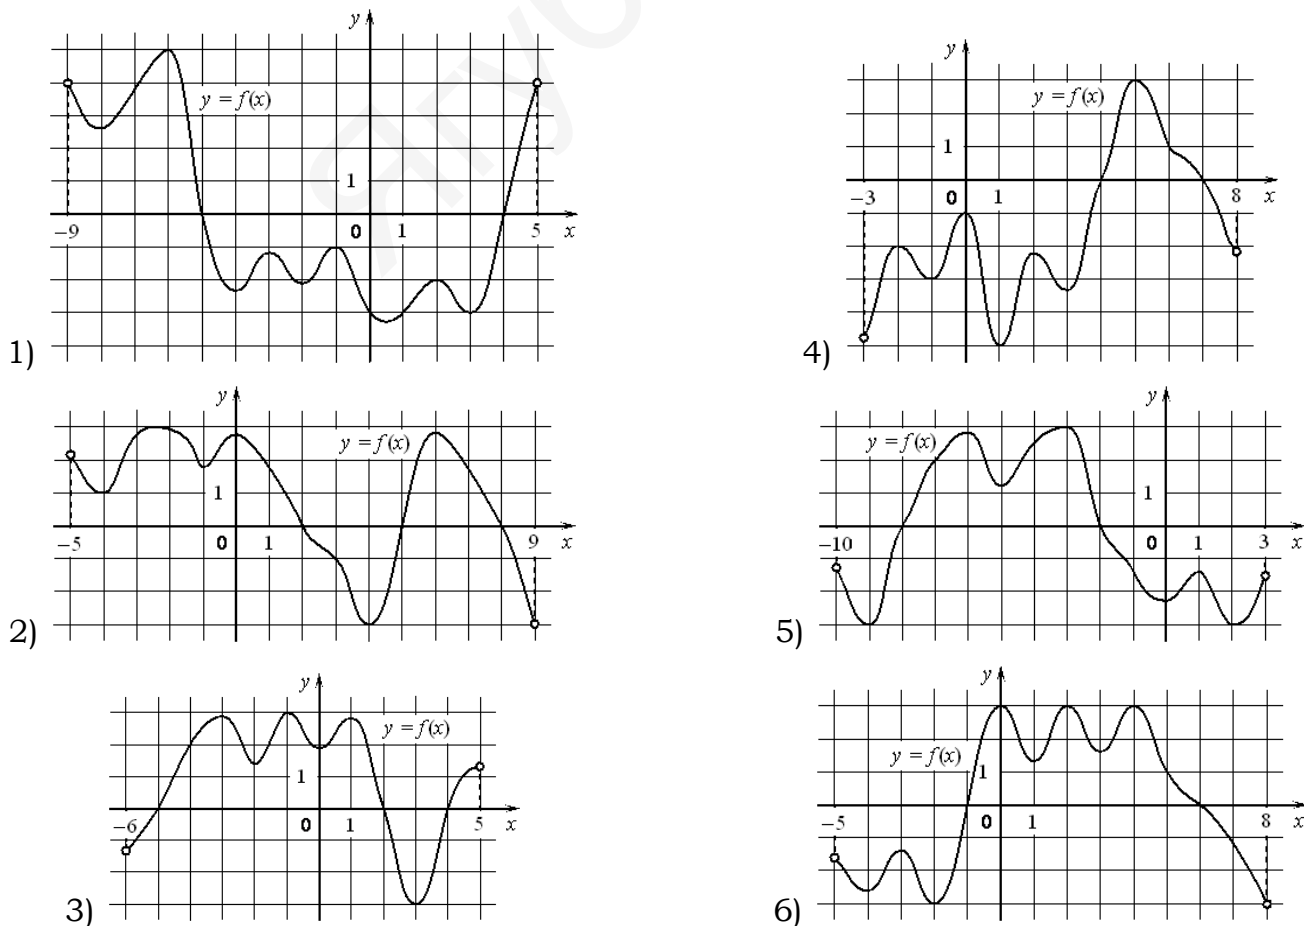 Ягу
y
y = f(x)
1
−9 0 1 5 x
1)
y
y = f(x)
1
−5 0 1 9 x
2)
y
y = f(x)
1
−6 0 1 5 x
3)
y
y = f(x)
1
−3 0 1 8 x
4)
y
y = f(x)
1
−10 0 1 3 x
5)
y
y = f(x)
1
−5 0 1 8 x
6)